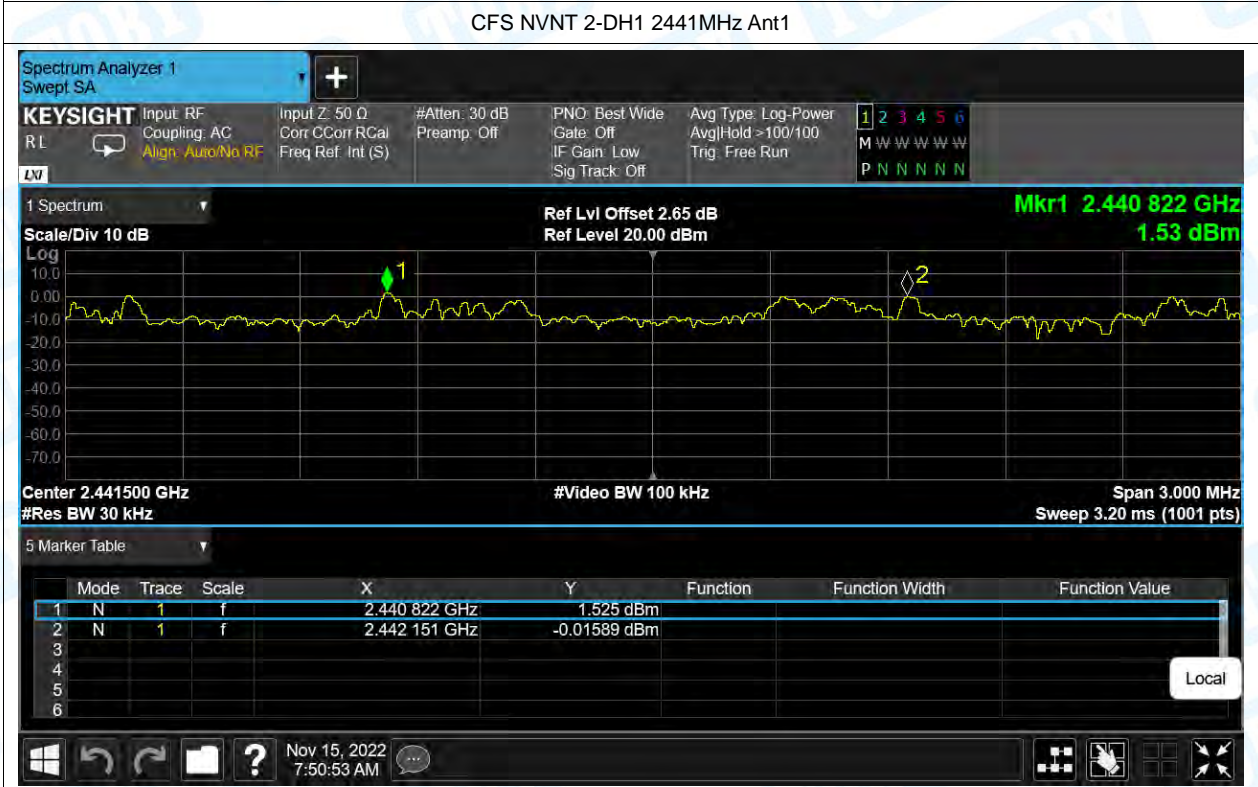 CFS NVNT 2-DH1 2441MHz Ant1
Spectrum Analyzer 1
Swept SA
KEYSIGHT
RL
LXI
Input: RF
Coupling: AC
Align: Auto/No RF
Input Z: 50 Ω
Corr CCorr RCal
Freq Ref: Int (S)
#Atten: 30 dB
Preamp: Off
PNO: Best Wide
Gate: Off
IF Gain: Low
Sig Track: Off
Avg Type: Log-Power
Avg|Hold:>100/100
Trig: Free Run
1 2 3 4 5 6
M W W W W W
P N N N N N
1 Spectrum
Scale/Div 10 dB
Ref Lvl Offset 2.65 dB
Ref Level 20.00 dBm
Mkr1 2.440 822 GHz
1.53 dBm
Log
10.0
0.00
-10.0
-20.0
-30.0
-40.0
-50.0
-60.0
-70.0
1
2
Center 2.441500 GHz
#Res BW 30 kHz
#Video BW 100 kHz
Span 3.000 MHz
Sweep 3.20 ms (1001 pts)
5 Marker Table
Mode Trace Scale X Y Function Function Width Function Value
1 N 1 f 2.440 822 GHz 1.525 dBm
2 N 1 f 2.442 151 GHz -0.01589 dBm
3
4
5
6
Local
?
Nov 15, 2022
7:50:53 AM